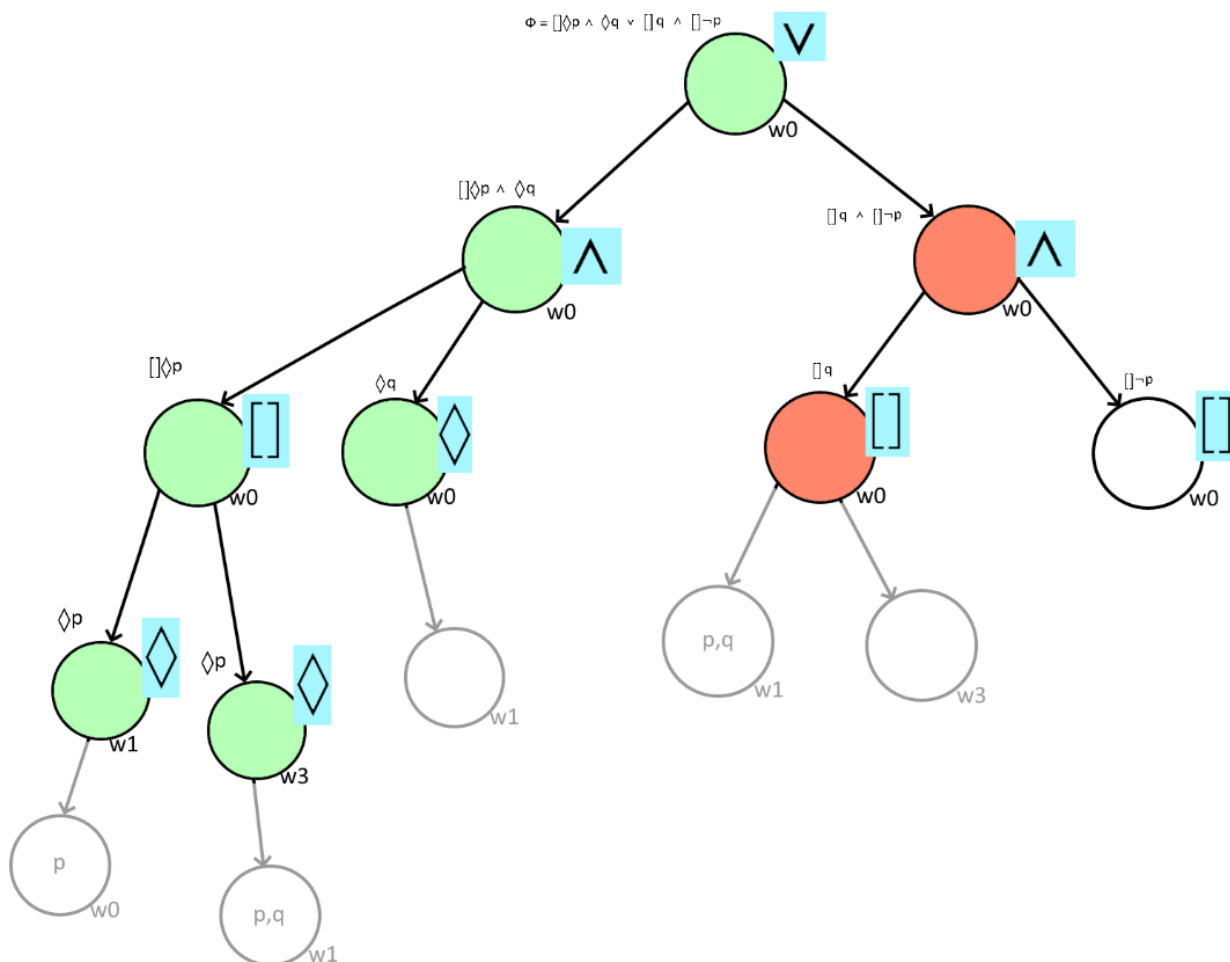 Φ = []◊p ∧ ◊q ∨ []q ∧ []¬p
∨
w0
[]◊p ∧ ◊q
∧
w0
[]q ∧ []¬p
∧
w0
[]◊p
[]
w0
◊q
◊
w0
[]q
[]
w0
[]¬p
[]
w0
◊p
◊
w1
◊p
◊
w3
w1
p,q
w1
w3
p
w0
p,q
w1